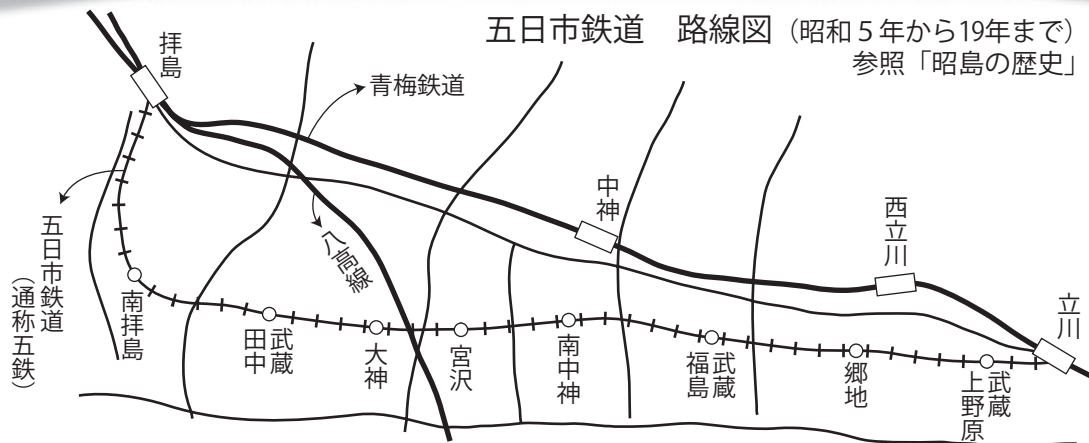 五日市鉄道　路線図（昭和５年から19年まで）
参照「昭島の歴史」
拝島
青梅鉄道
中神
西立川
立川
八高線
五日市鉄道
（通称五鉄）
南拝島
武蔵
田中
大神
宮沢
南中神
武蔵
福島
郷地
武蔵
上野原